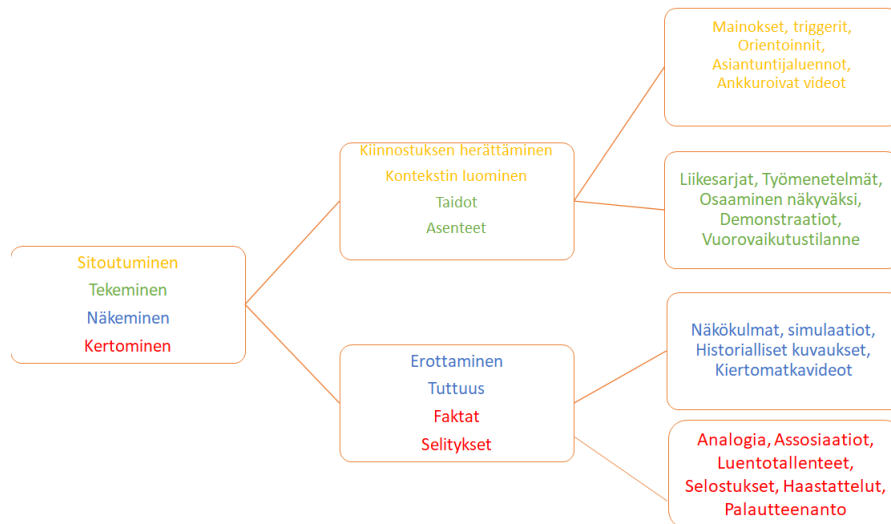 Sitoutuminen
Tekeminen
Näkeminen
Kertominen
Kiinnostuksen herättäminen
Kontekstin luominen
Taidot
Asenteet
Erottaminen
Tuttuus
Faktat
Selitykset
Mainokset, triggerit,
Orientoinnit,
Asiantuntijaluennot,
Ankkuroivat videot
Liikesarjat, Työmenetelmät,
Osaaminen näkyväksi,
Demonstraatiot,
Vuorovaikutustilanne
Näkökulmat, simulaatiot,
Historialliset kuvaukset,
Kiertomatkavideot
Analogia, Assosiaatiot,
Luentotallenteet,
Selostukset, Haastattelut,
Palautteenanto